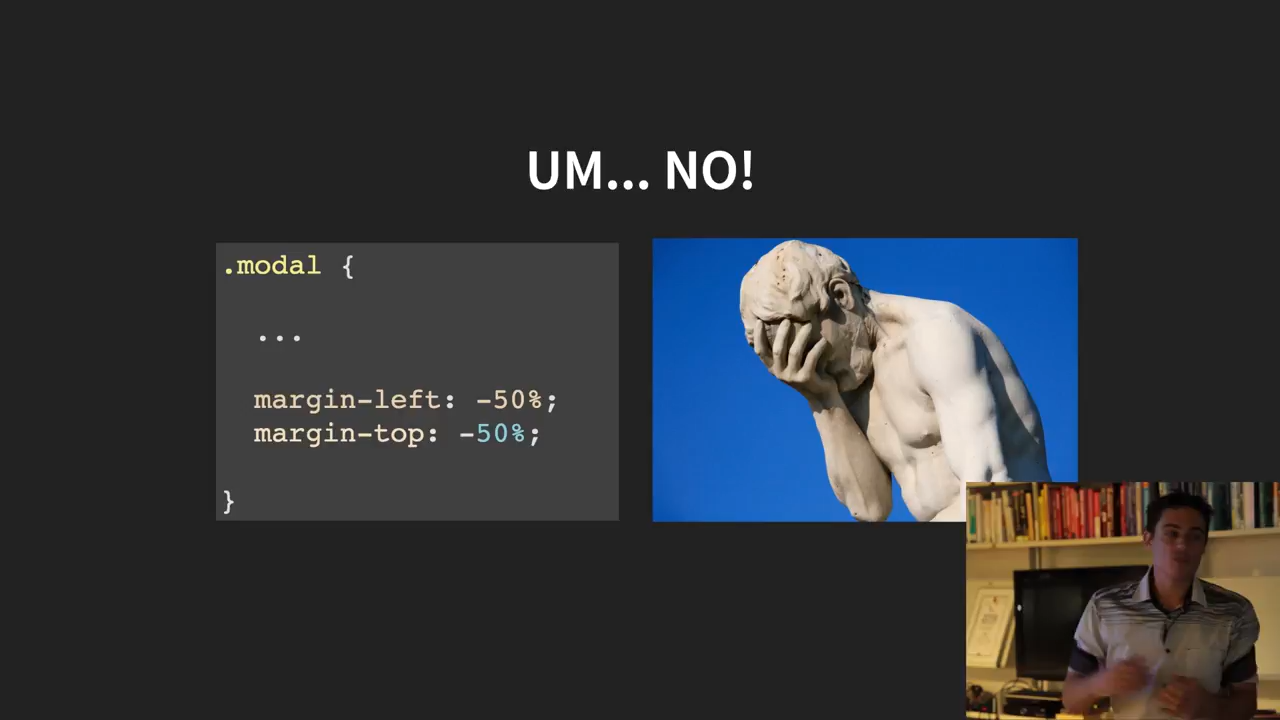 UM... NO!
.modal {
...
margin-left: -50%;
margin-top: -50%;
}